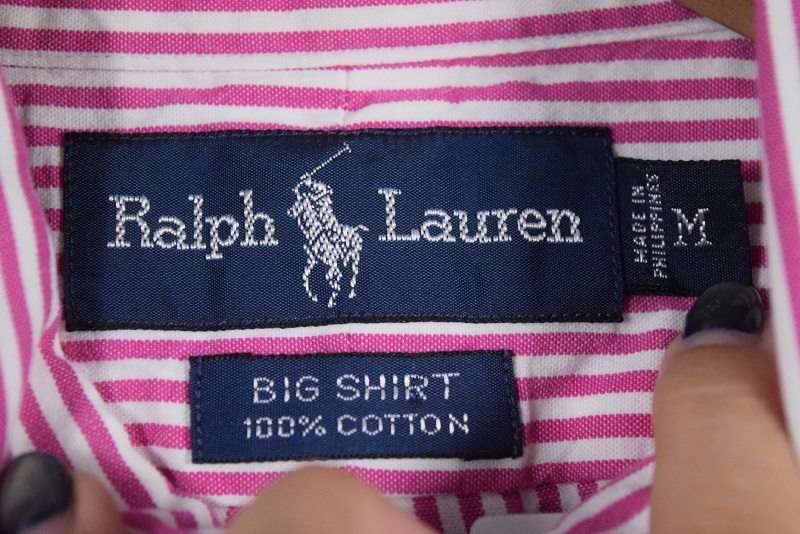 Ralph Lauren
MADE IN
PHILIPPINES
M
BIG SHIRT
100% COTTON